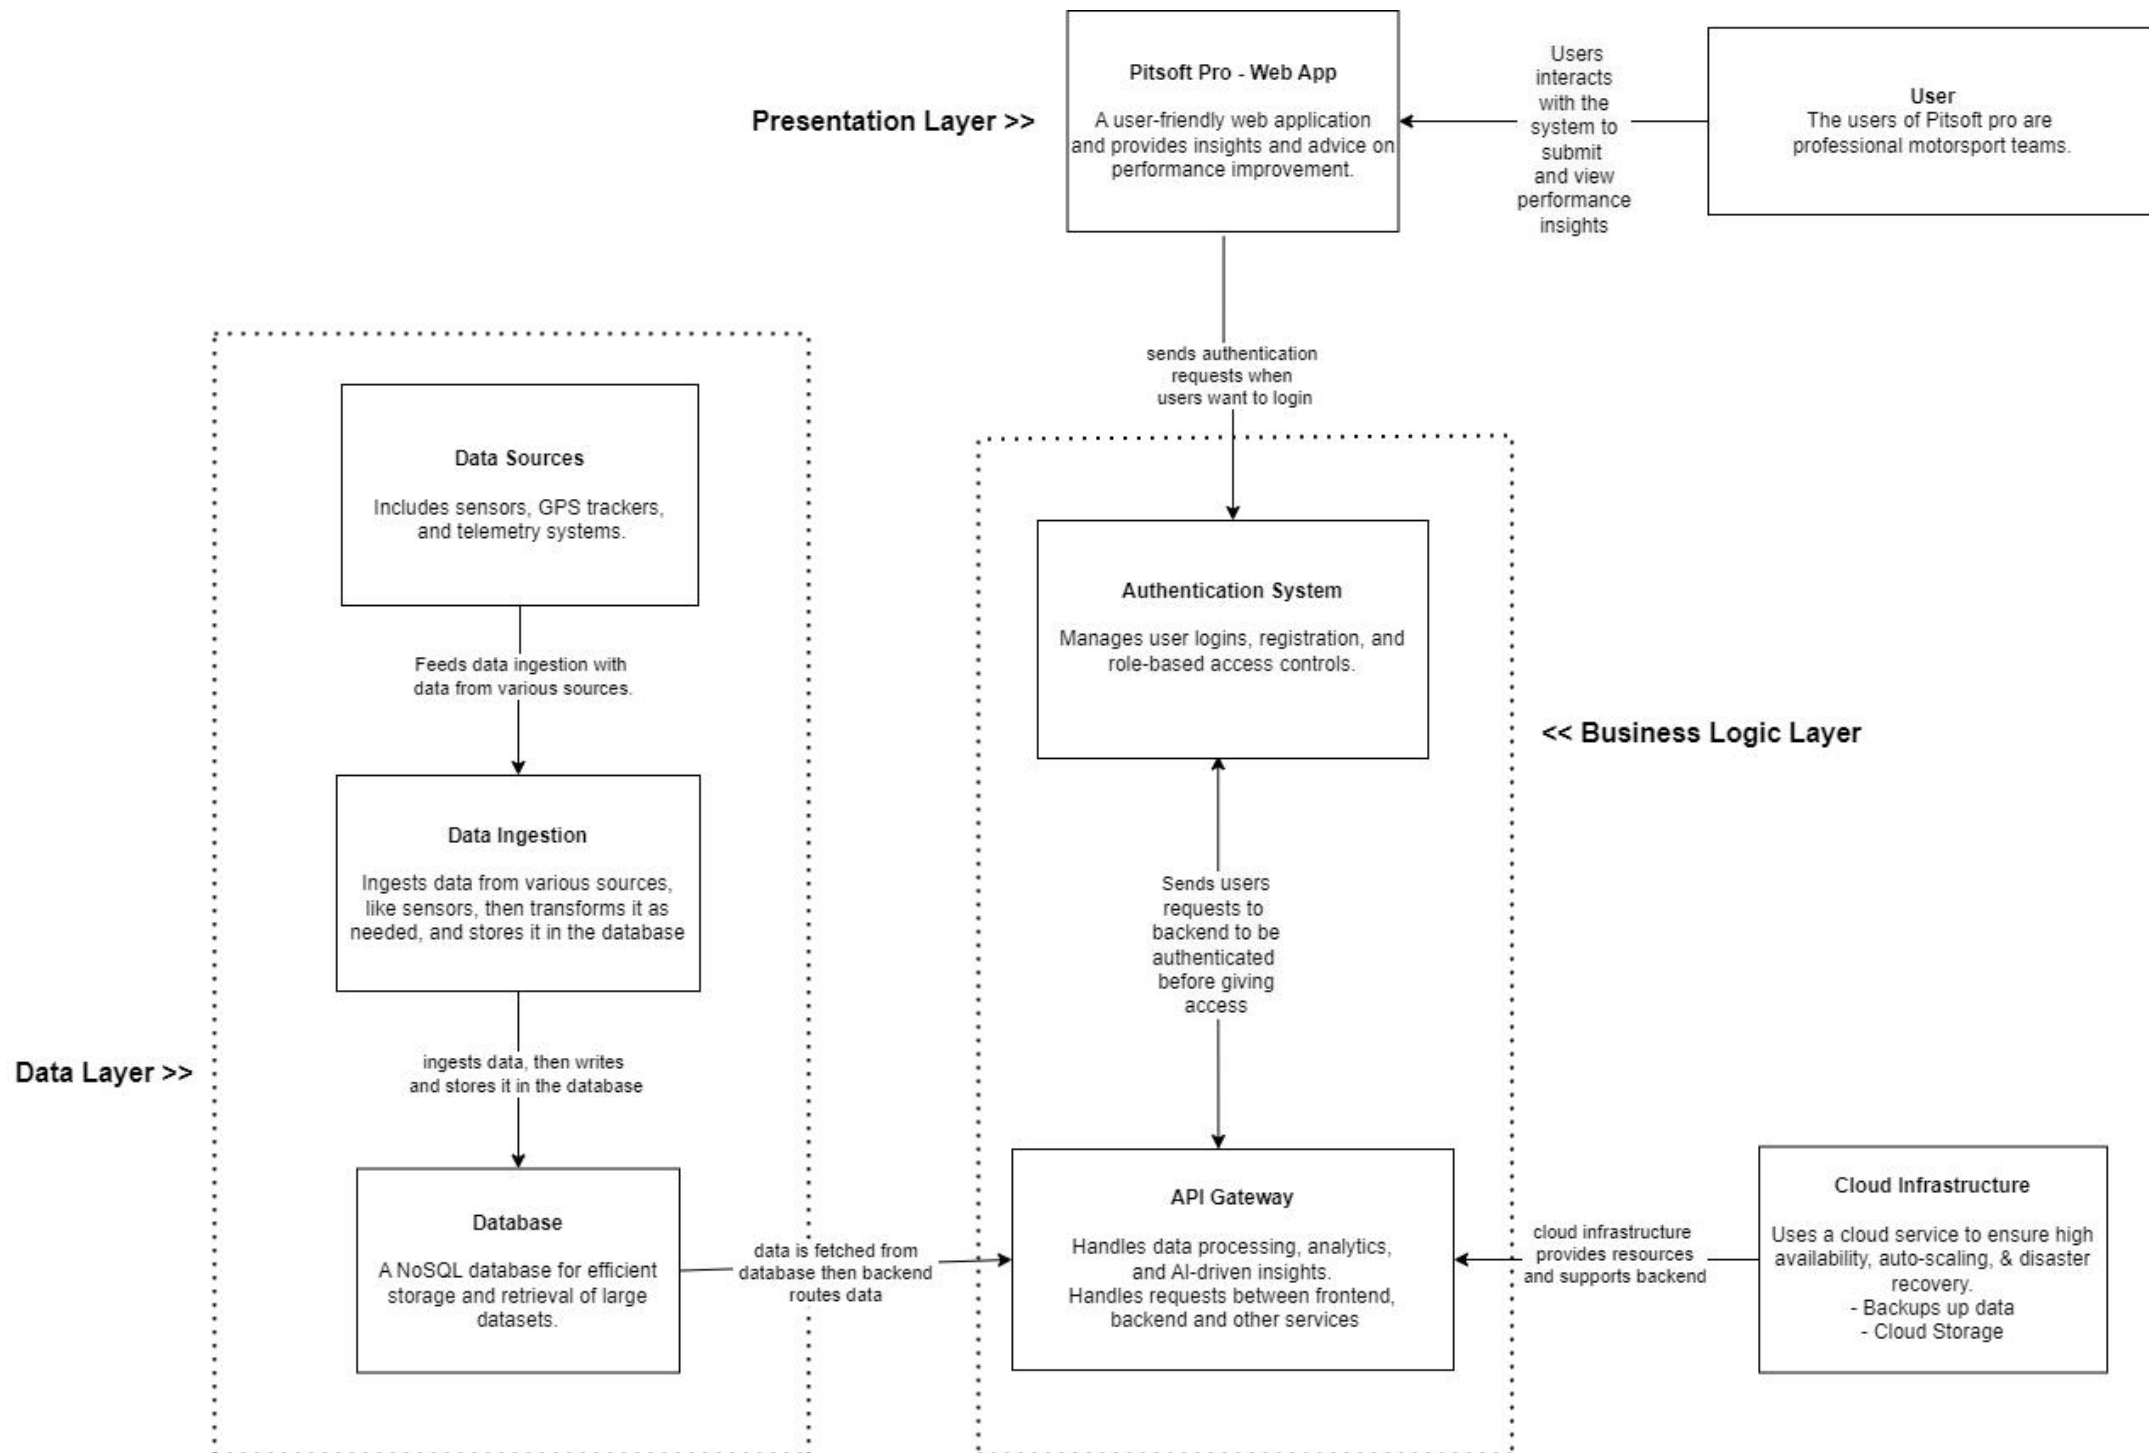 Pitsoft Pro - Web App
A user-friendly web application
and provides insights and advice on
performance improvement.
Presentation Layer >>
Users
interacts
with the
system to
submit
and view
performance
insights
User
The users of Pitsoft pro are
professional motorsport teams.
sends authentication
requests when
users want to login
Data Sources
Includes sensors, GPS trackers,
and telemetry systems.
Feeds data ingestion with
data from various sources.
Data Ingestion
Ingests data from various sources,
like sensors, then transforms it as
needed, and stores it in the database
Data Layer >>
ingests data, then writes
and stores it in the database
Database
A NoSQL database for efficient
storage and retrieval of large
datasets.
data is fetched from
database then backend
routes data
Authentication System
Manages user logins, registration, and
role-based access controls.
<< Business Logic Layer
Sends users
requests to
backend to be
authenticated
before giving
access
API Gateway
Handles data processing, analytics,
and AI-driven insights.
Handles requests between frontend,
backend and other services
cloud infrastructure
provides resources
and supports backend
Cloud Infrastructure
Uses a cloud service to ensure high
availability, auto-scaling, & disaster
recovery.
- Backups up data
- Cloud Storage